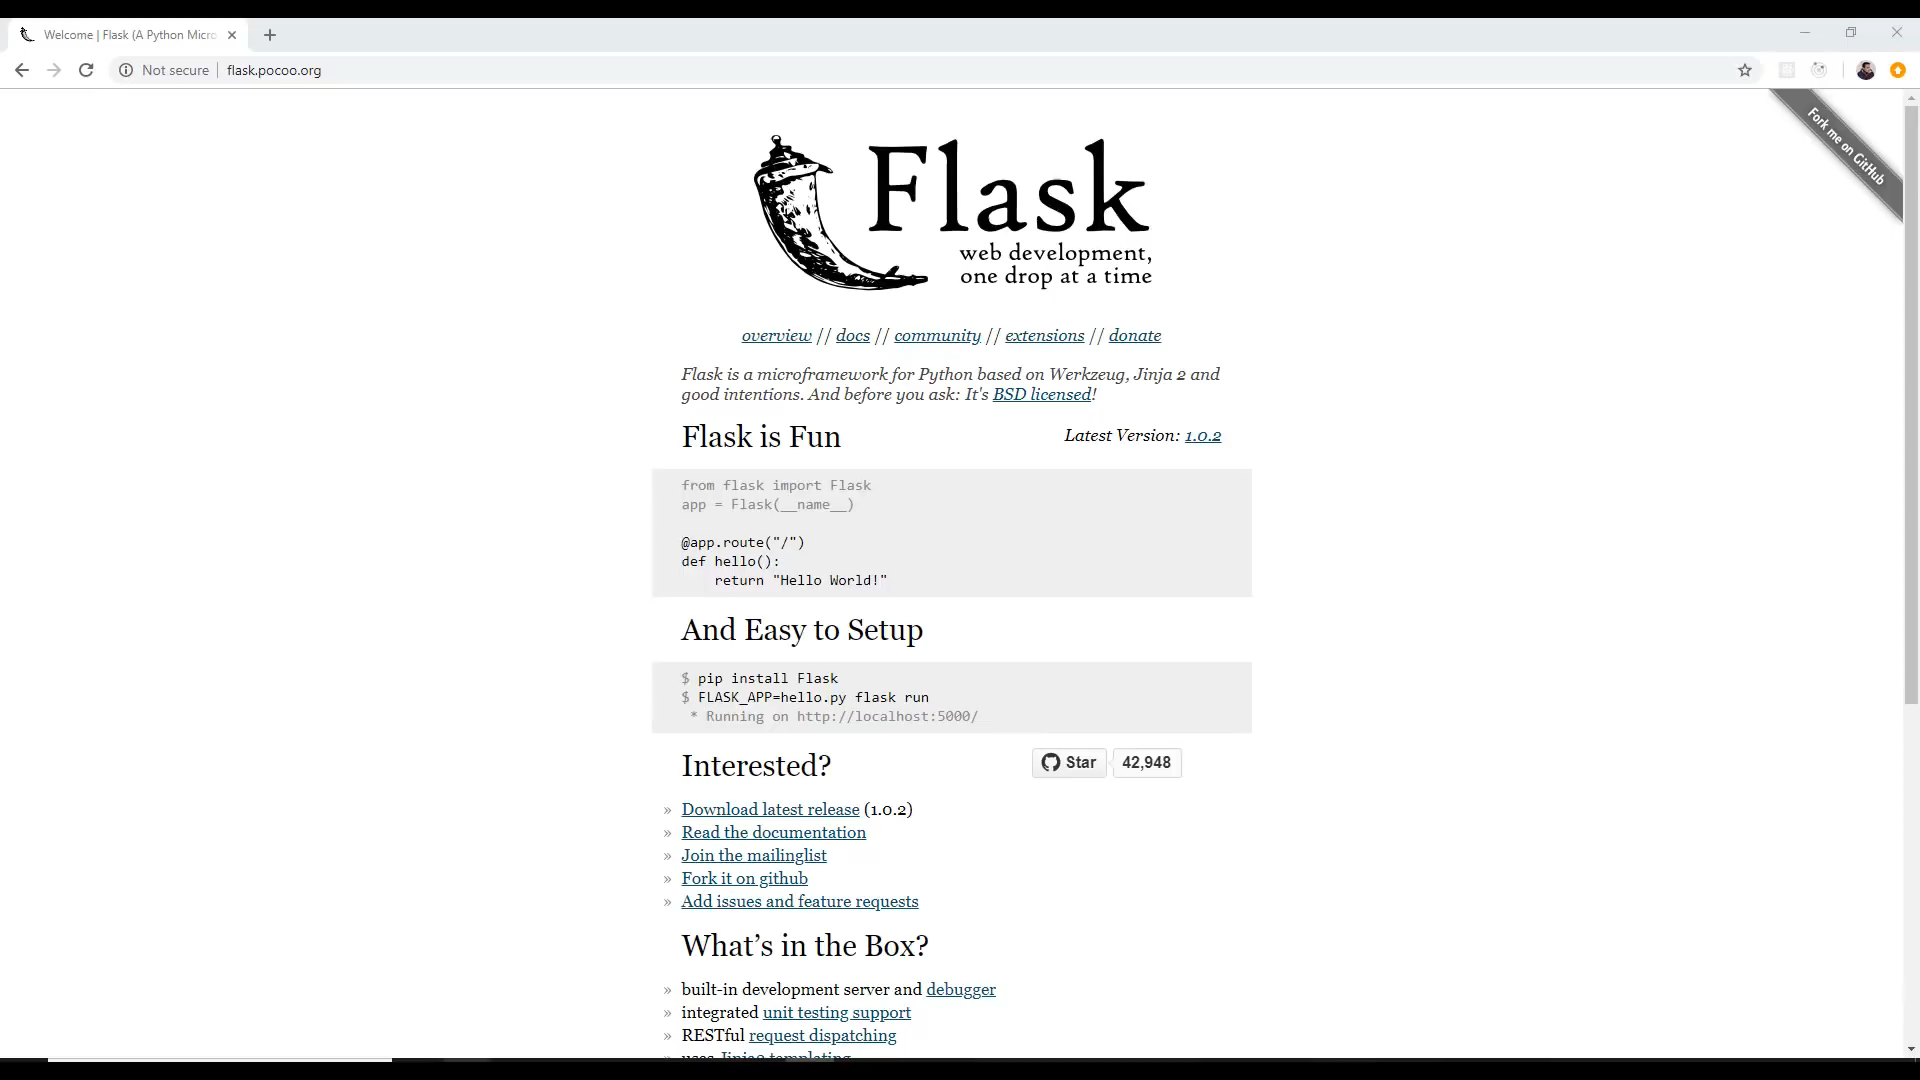 Welcome | Flask (A Python Micro
Not secure
flask.pocoo.org
Fork me on GitHub
Flask
web development,
one drop at a time
overview // docs // community // extensions // donate
Flask is a microframework for Python based on Werkzeug, Jinja 2 and
good intentions. And before you ask: It's BSD licensed!
Flask is Fun
Latest Version: 1.0.2
from flask import Flask
app = Flask(__name__)
@app.route("/")
def hello():
    return "Hello World!"
And Easy to Setup
$ pip install Flask
$ FLASK_APP=hello.py flask run
 * Running on http://localhost:5000/
Interested?
Star
42,948
» Download latest release (1.0.2)
» Read the documentation
» Join the mailinglist
» Fork it on github
» Add issues and feature requests
What’s in the Box?
» built-in development server and debugger
» integrated unit testing support
» RESTful request dispatching
» uses Jinja2 templating